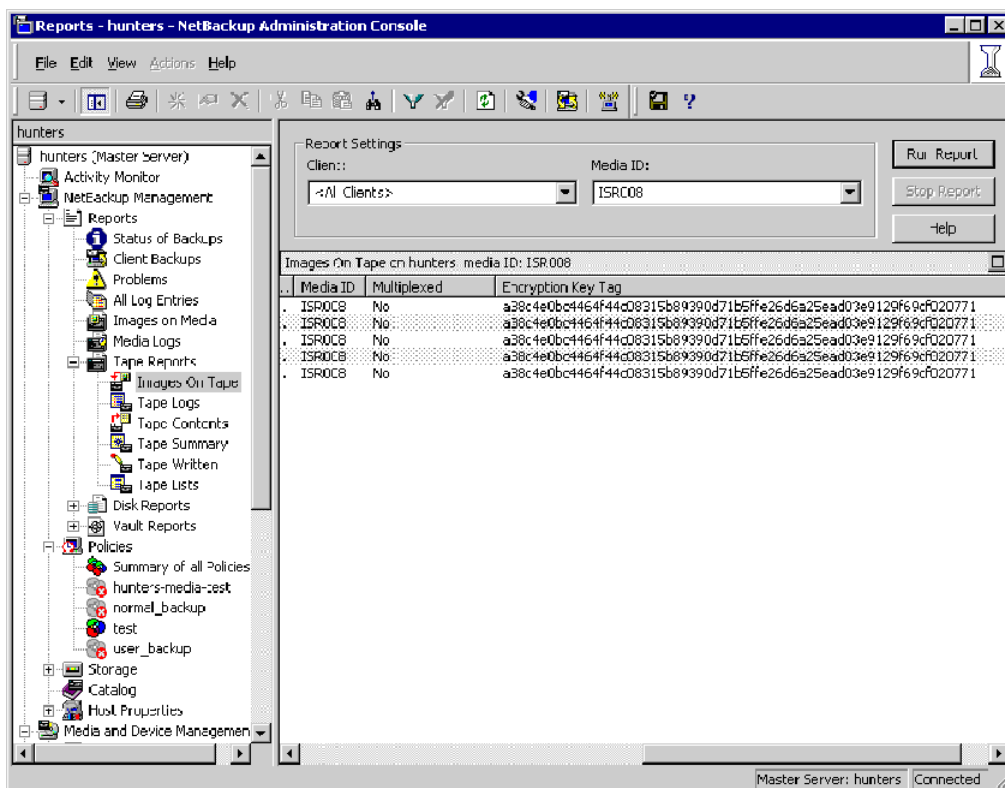 Reports - hunters - NetBackup Administration Console
File Edit View Actions Help
hunters
hunters (Master Server)
Activity Monitor
NetBackup Management
Reports
Status of Backups
Client Backups
Problems
All Log Entries
Images on Media
Media Logs
Tape Reports
Images On Tape
Tape Logs
Tape Contents
Tape Summary
Tape Written
Tape Lists
Disk Reports
Vault Reports
Policies
Summary of all Policies
hunters-media-test
normal_backup
test
user_backup
Storage
Catalog
Host Properties
Media and Device Managemen
Report Settings
Client:
Media ID:
<All Clients>
ISR008
Run Report
Stop Report
Help
Images On Tape on hunters media ID: ISR008
.. Media ID Multiplexed Encryption Key Tag
. ISR008 No a38c4e0bc4464f44c08315b89390d71b5ffe26d6a25ead03e9129f69cf020771
. ISR008 No a38c4e0bc4464f44c08315b89390d71b5ffe26d6a25ead03e9129f69cf020771
. ISR008 No a38c4e0bc4464f44c08315b89390d71b5ffe26d6a25ead03e9129f69cf020771
. ISR008 No a38c4e0bc4464f44c08315b89390d71b5ffe26d6a25ead03e9129f69cf020771
. ISR008 No a38c4e0bc4464f44c08315b89390d71b5ffe26d6a25ead03e9129f69cf020771
Master Server: hunters Connected